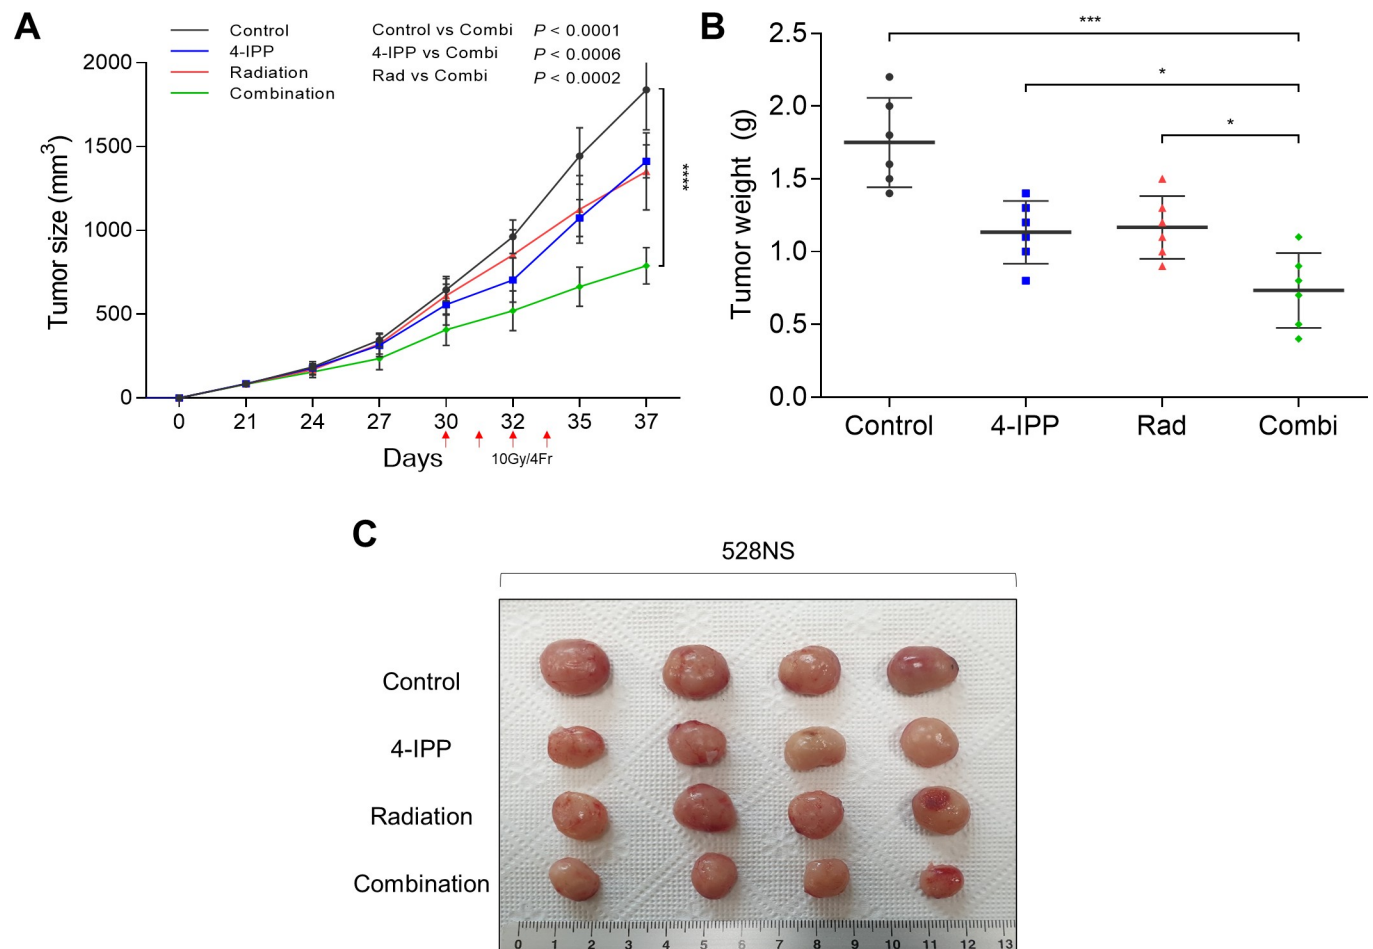 A
Control
4-IPP
Radiation
Combination
Control vs Combi P < 0.0001
4-IPP vs Combi P < 0.0006
Rad vs Combi P < 0.0002
Tumor size (mm³)
2000
1500
1000
500
0
0 21 24 27 30 32 35 37
Days
10Gy/4Fr
****
B
***
*
*
Tumor weight (g)
2.5
2.0
1.5
1.0
0.5
0.0
Control 4-IPP Rad Combi
C
528NS
Control
4-IPP
Radiation
Combination
0 1 2 3 4 5 6 7 8 9 10 11 12 13